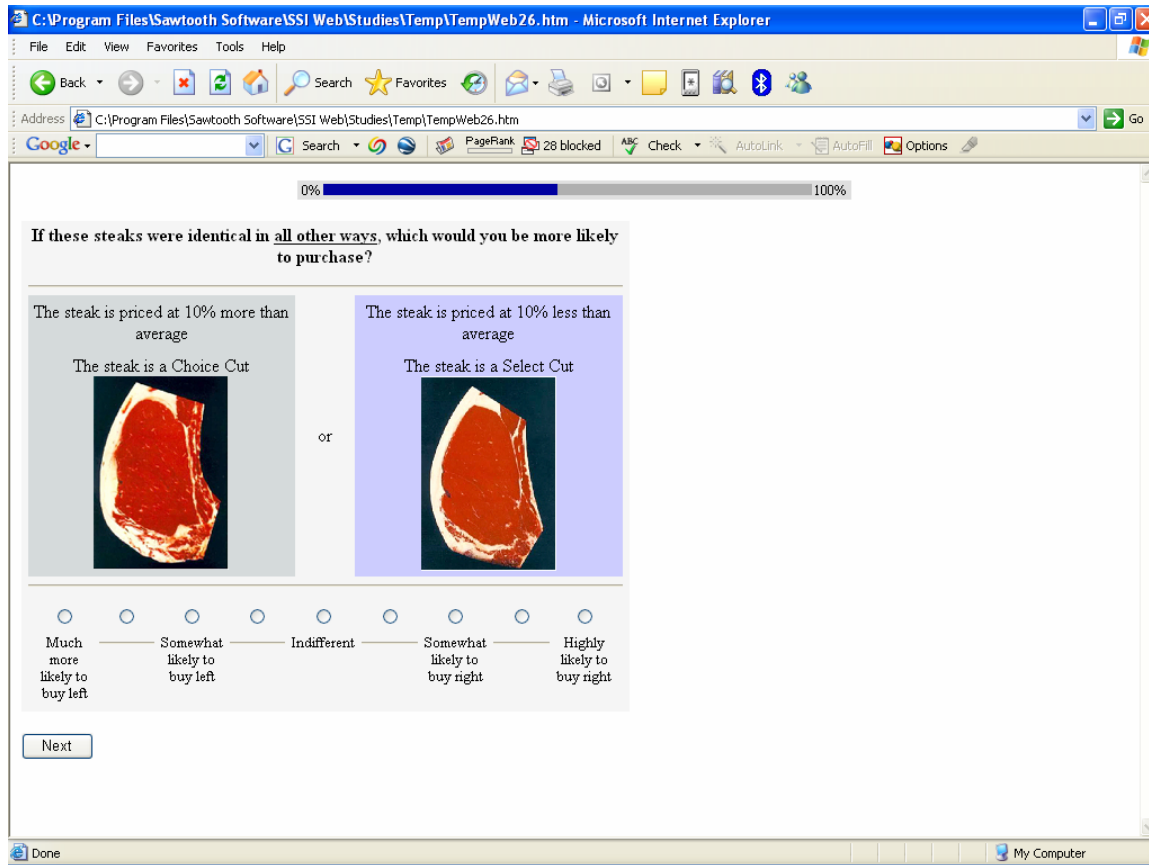 C:\Program Files\Sawtooth Software\SSI Web\Studies\Temp\TempWeb26.htm - Microsoft Internet Explorer
File Edit View Favorites Tools Help
Back Search Favorites
Address C:\Program Files\Sawtooth Software\SSI Web\Studies\Temp\TempWeb26.htm Go
Google Search PageRank 28 blocked ABC Check AutoLink AutoFill Options
0% 100%
If these steaks were identical in all other ways, which would you be more likely
to purchase?
The steak is priced at 10% more than
average
The steak is a Choice Cut
or
The steak is priced at 10% less than
average
The steak is a Select Cut
Much
more
likely to
buy left
Somewhat
likely to
buy left
Indifferent
Somewhat
likely to
buy right
Highly
likely to
buy right
Next
Done My Computer